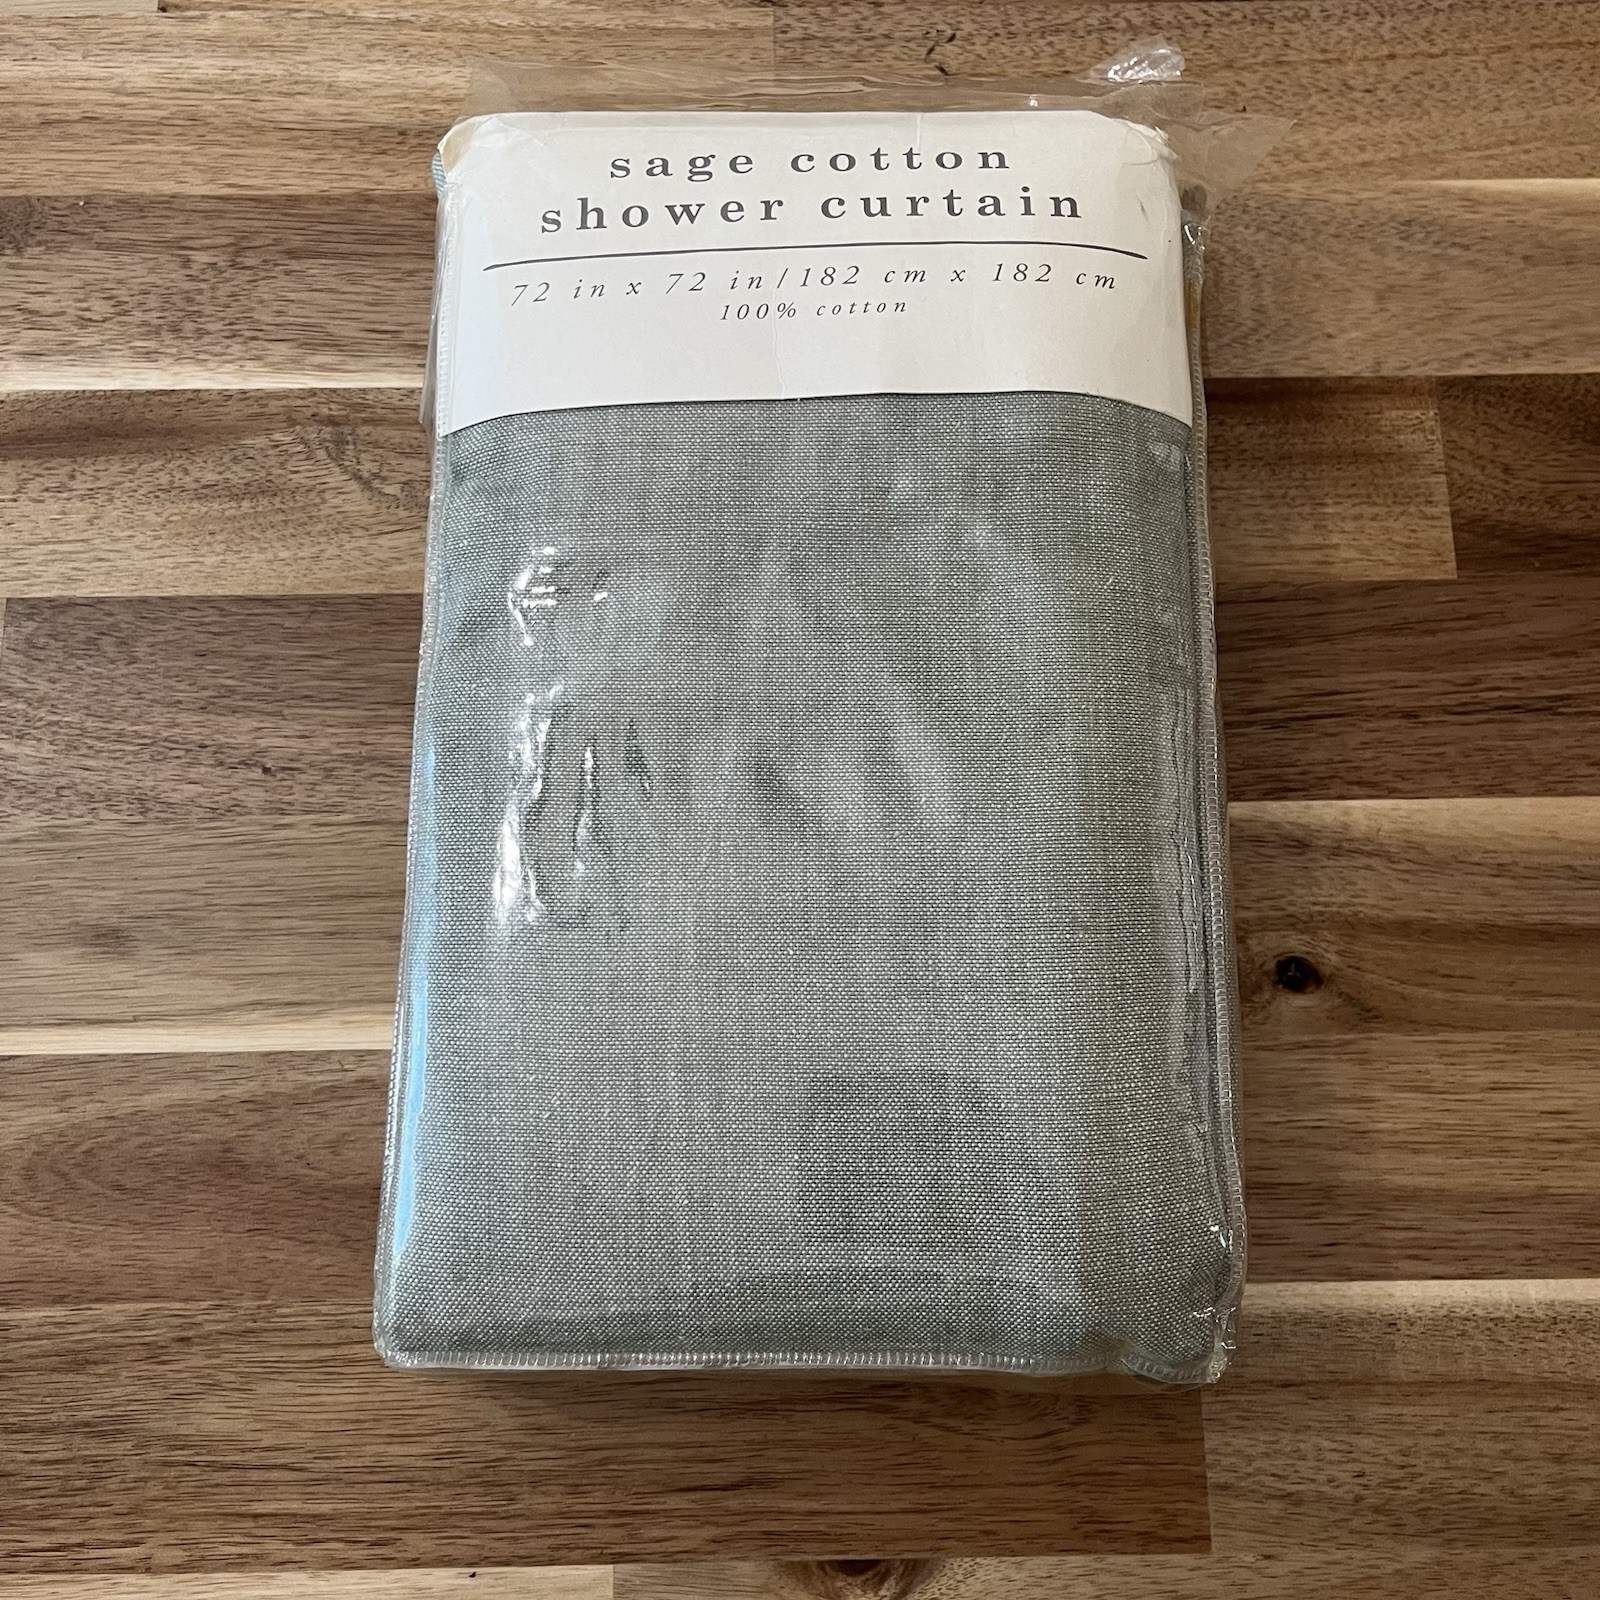 sage cotton
shower curtain
72 in x 72 in/182 cm x 182 cm
100% cotton